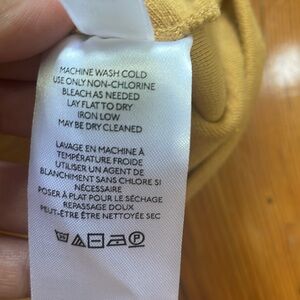 MACHINE WASH COLD
USE ONLY NON-CHLORINE
BLEACH AS NEEDED
LAY FLAT TO DRY
IRON LOW
MAY BE DRY CLEANED
LAVAGE EN MACHINE À
TEMPÉRATURE FROIDE
UTILISER UN AGENT DE
BLANCHIMENT SANS CHLORE SI
NÉCESSAIRE
POSER À PLAT POUR LE SÉCHAGE
REPASSAGE DOUX
PEUT-ÊTRE ÊTRE NETTOYÉE SEC